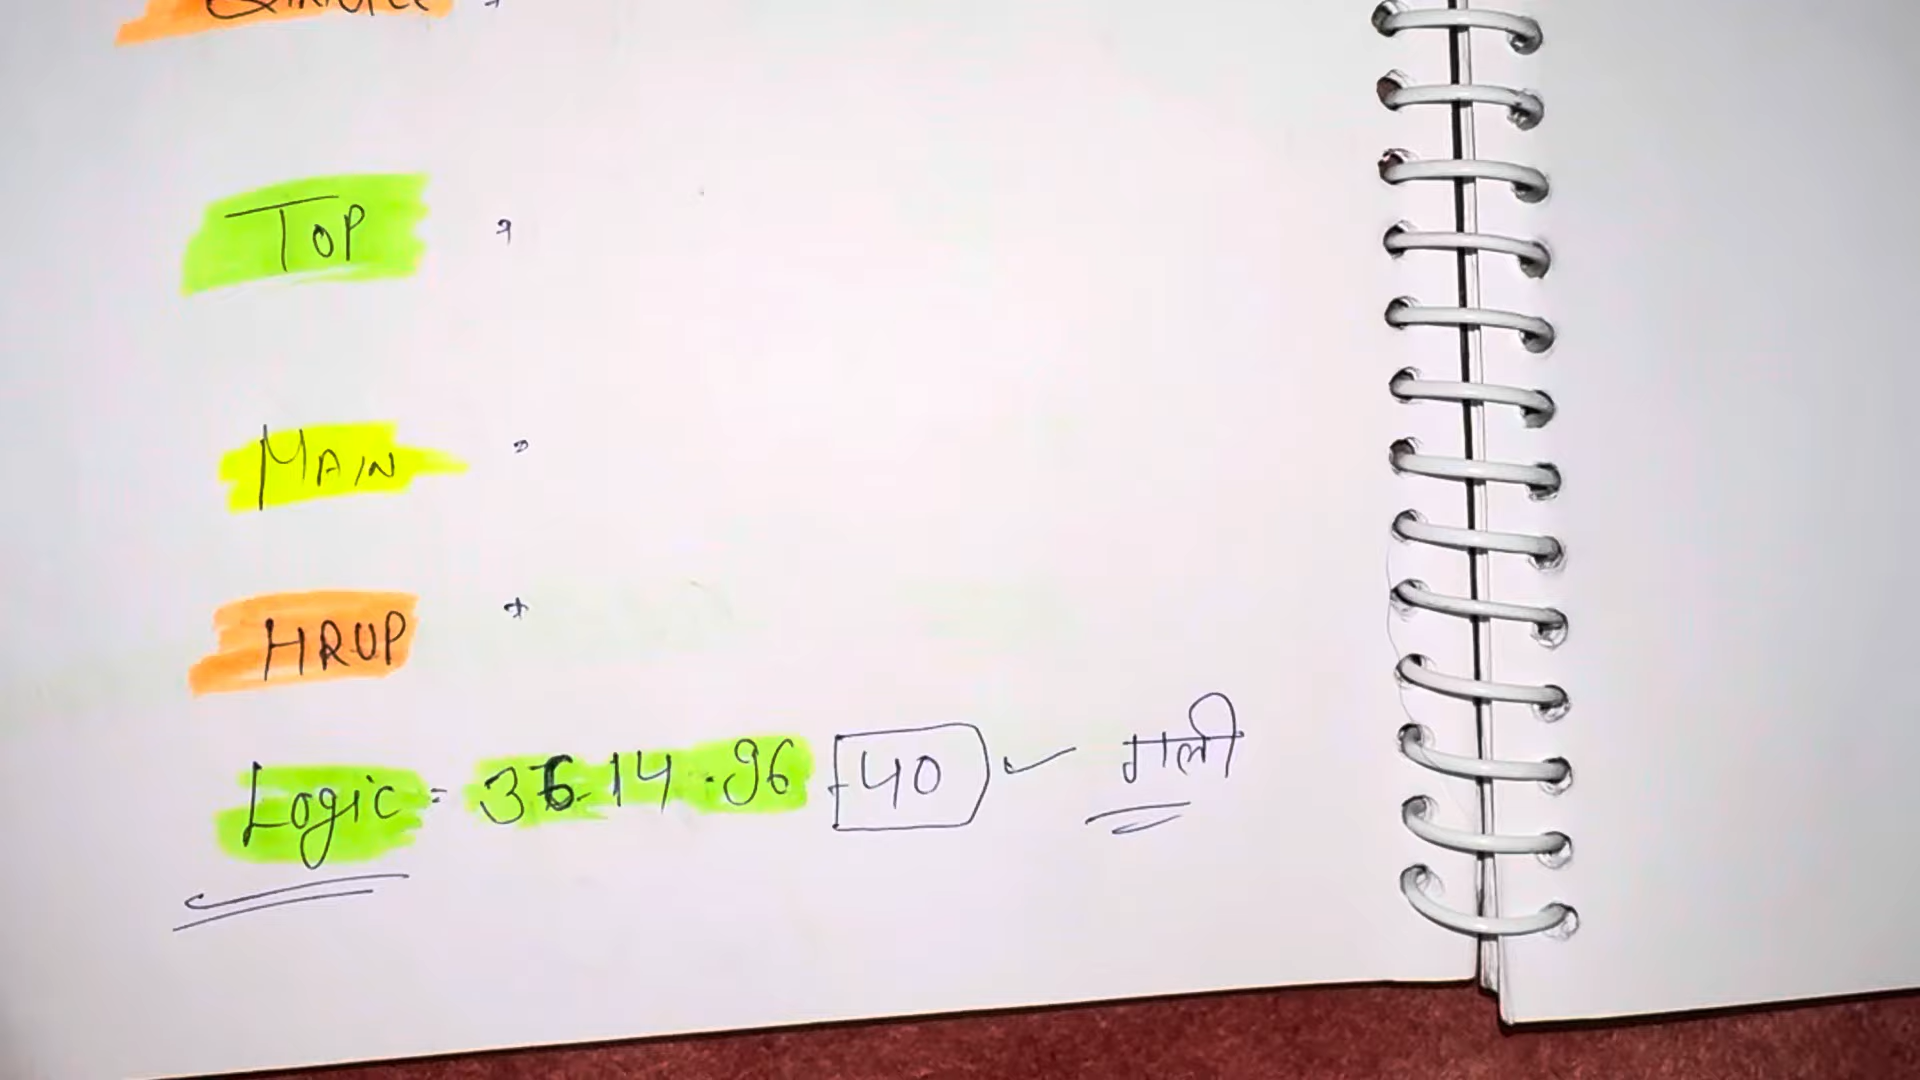 TOP ,
MAIN
HRUP
Logic = 36.14.96 - 40 ✓ गली